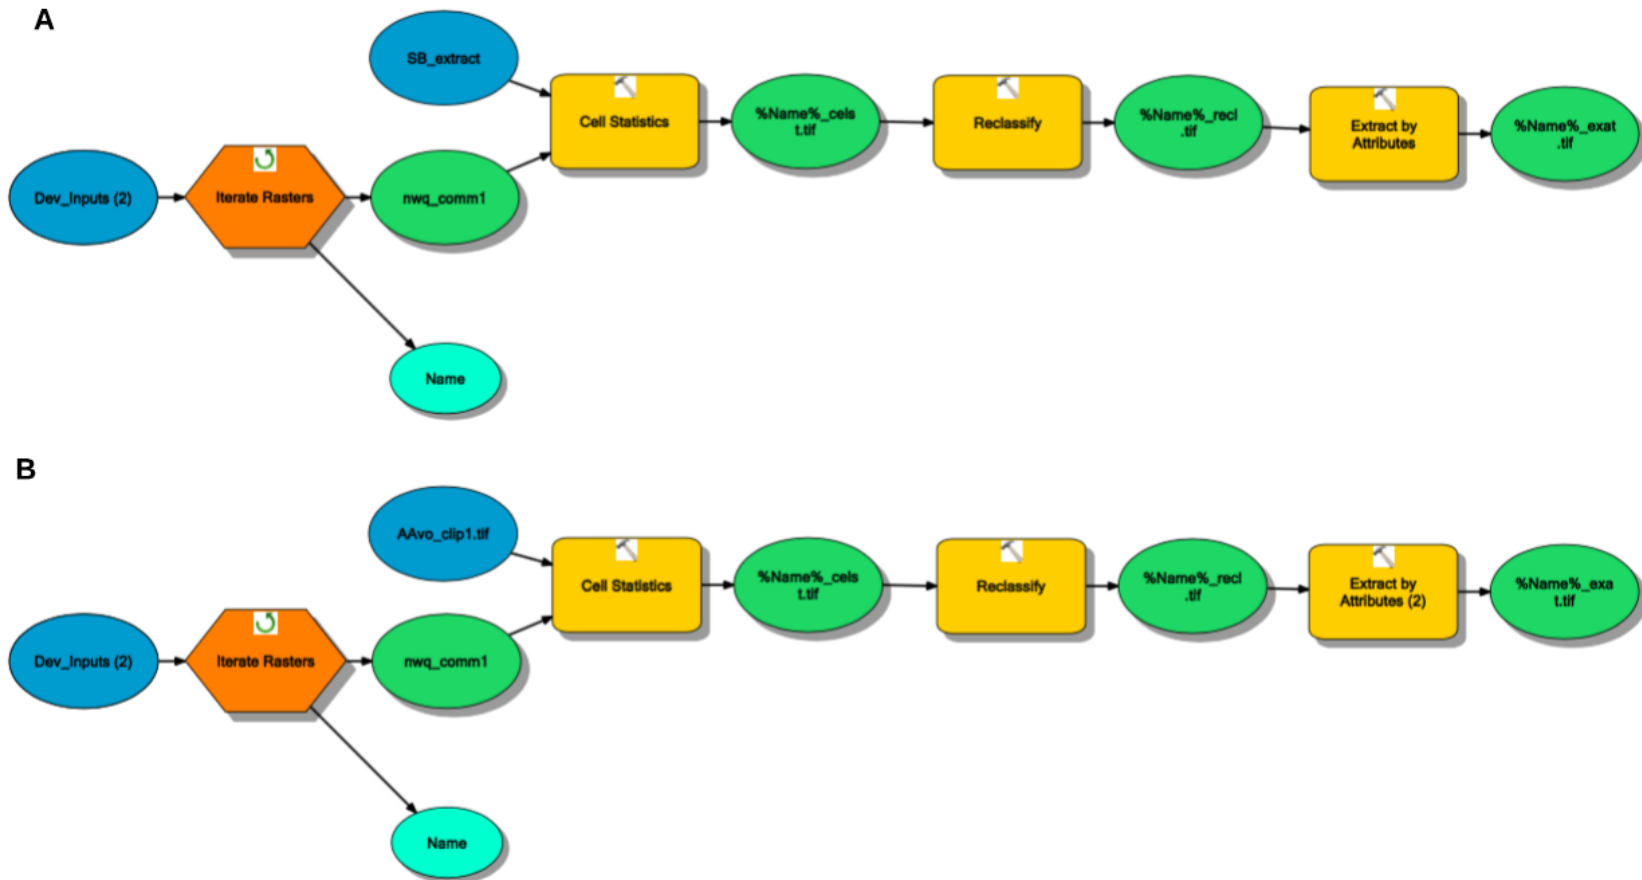 A
SB_extract
Cell Statistics
%Name%_cels
t.tif
Reclassify
%Name%_recl
.tif
Extract by
Attributes
%Name%_exat
.tif
Dev_Inputs (2)
Iterate Rasters
nwq_comm1
Name
B
AAvo_clip1.tif
Cell Statistics
%Name%_cels
t.tif
Reclassify
%Name%_recl
.tif
Extract by
Attributes (2)
%Name%_exa
t.tif
Dev_Inputs (2)
Iterate Rasters
nwq_comm1
Name